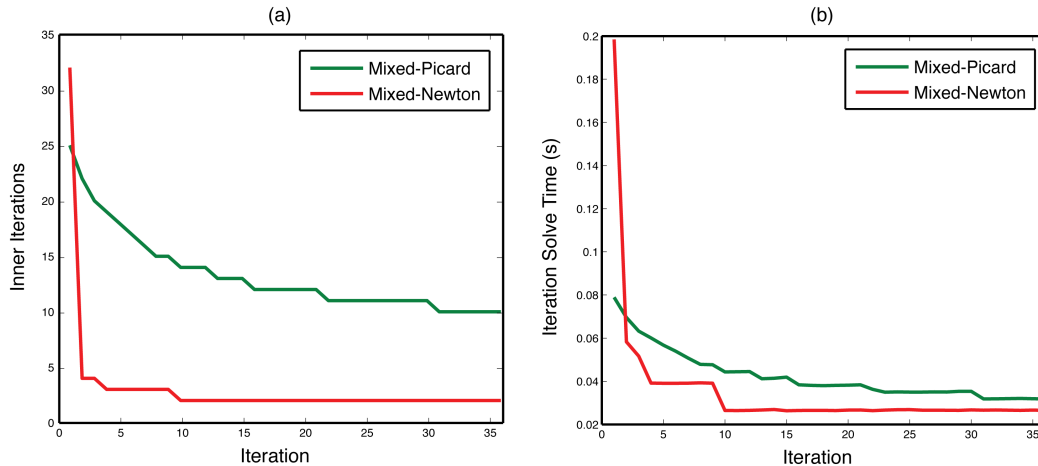 (a)
35
30
25
20
15
10
5
0
Inner Iterations
0 5 10 15 20 25 30 35
Iteration
Mixed-Picard
Mixed-Newton
(b)
0.2
0.18
0.16
0.14
0.12
0.1
0.08
0.06
0.04
0.02
Iteration Solve Time (s)
0 5 10 15 20 25 30 35
Iteration
Mixed-Picard
Mixed-Newton